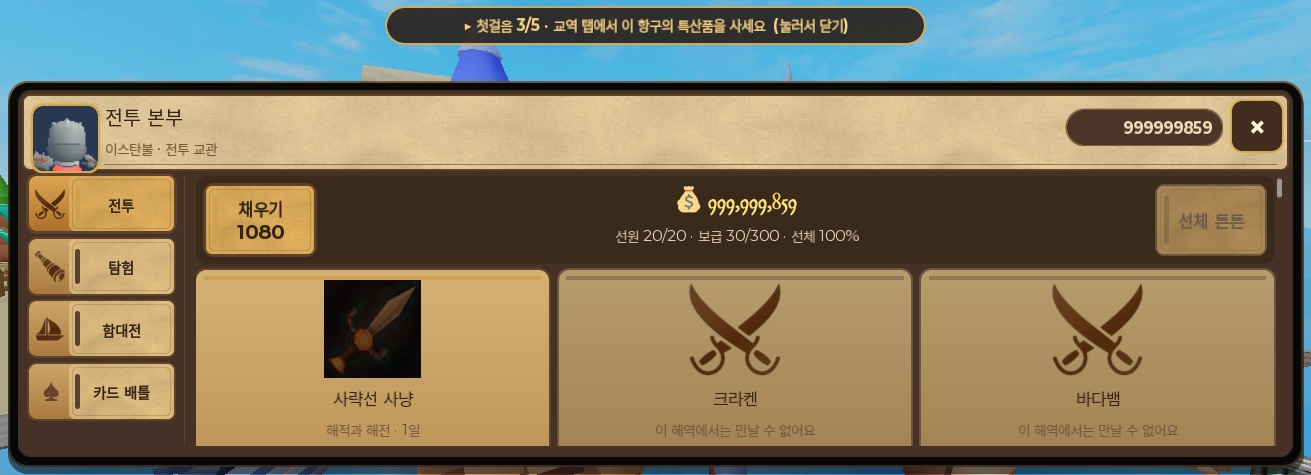 ▸ 첫걸음 3/5 · 교역 탭에서 이 항구의 특산품을 사세요 (눌러서 닫기)
전투 본부
이스탄불 · 전투 교관
999999859
×
전투
탐험
함대전
카드 배틀
채우기
1080
$ 999,999,859
선원 20/20 · 보급 30/300 · 선체 100%
선체 튼튼
사략선 사냥
해적과 해전 · 1일
크라켄
이 해역에서는 만날 수 없어요
바다뱀
이 해역에서는 만날 수 없어요